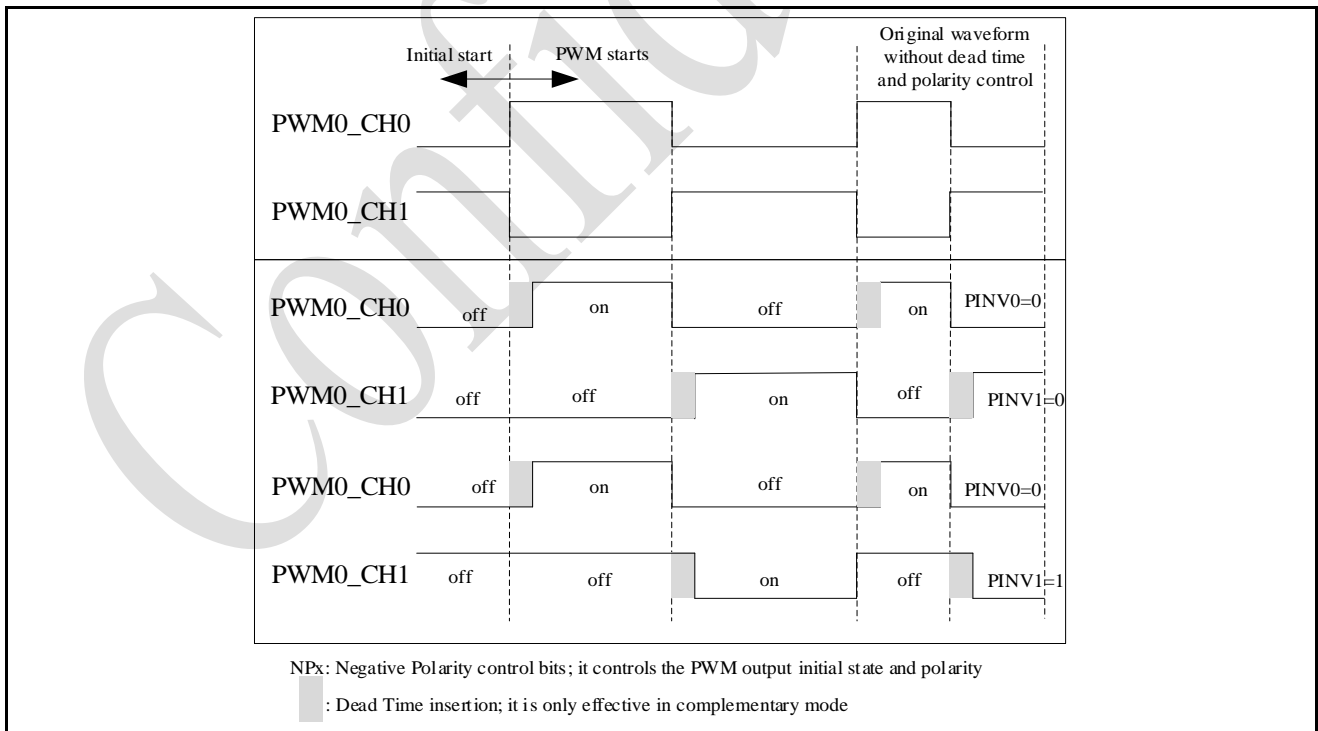 Initial start
PWM starts
Original waveform
without dead time
and polarity control
PWM0_CH0
PWM0_CH1
PWM0_CH0 off on off on PINV0=0
PWM0_CH1 off off on off PINV1=0
PWM0_CH0 off on off on PINV0=0
PWM0_CH1 off off on off PINV1=1
NPx: Negative Polarity control bits; it controls the PWM output initial state and polarity
: Dead Time insertion; it is only effective in complementary mode